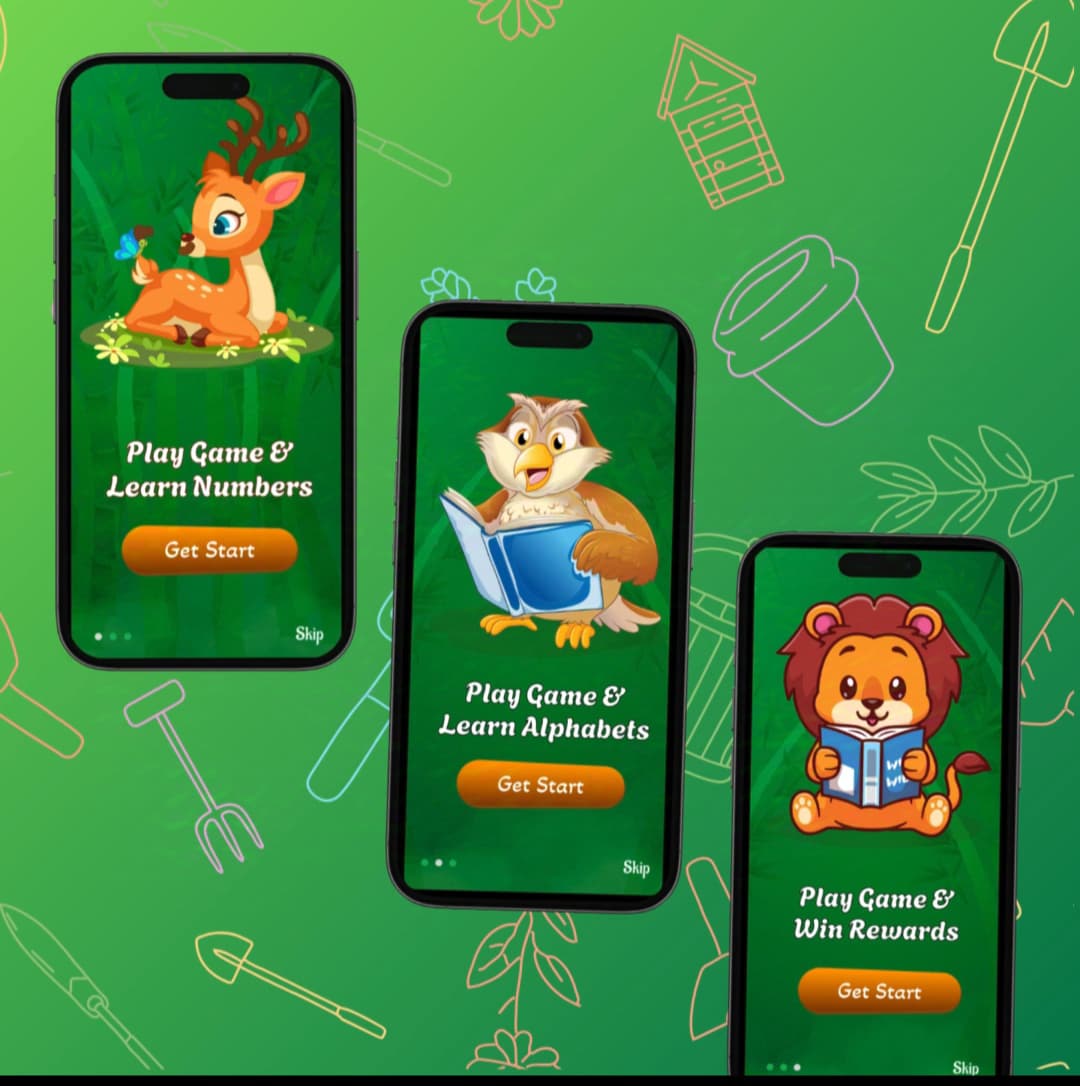 Play Game &
Learn Numbers
Get Start
Skip
Play Game &
Learn Alphabets
Get Start
Skip
Play Game &
Win Rewards
Get Start
Skip